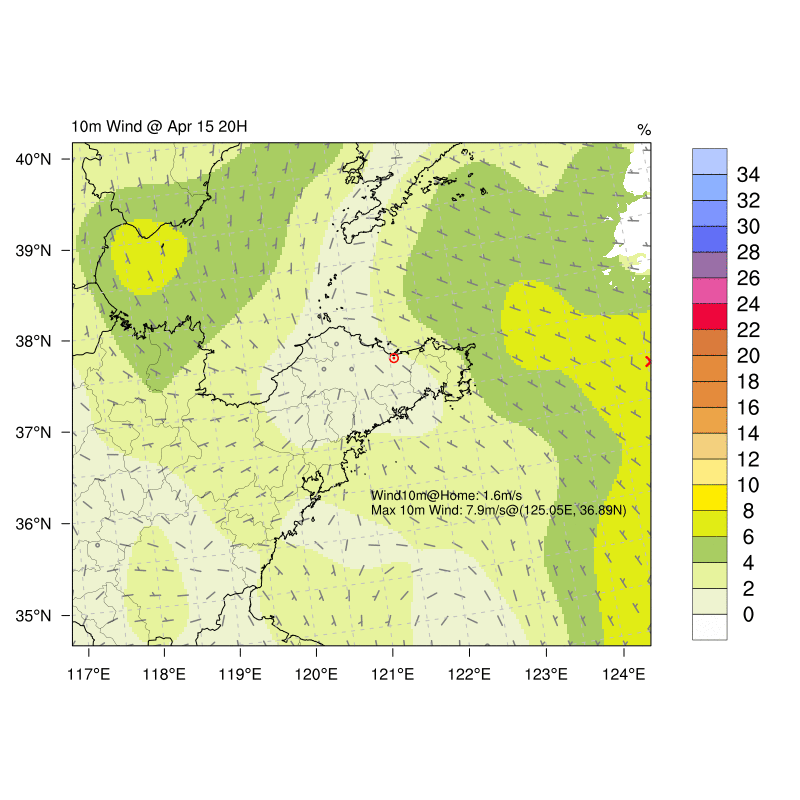 10m Wind @ Apr 15 20H
%
40°N
39°N
38°N
37°N
36°N
35°N
117°E
118°E
119°E
120°E
121°E
122°E
123°E
124°E
Wind10m@Home: 1.6m/s
Max 10m Wind: 7.9m/s@(125.05E, 36.89N)
34
32
30
28
26
24
22
20
18
16
14
12
10
8
6
4
2
0